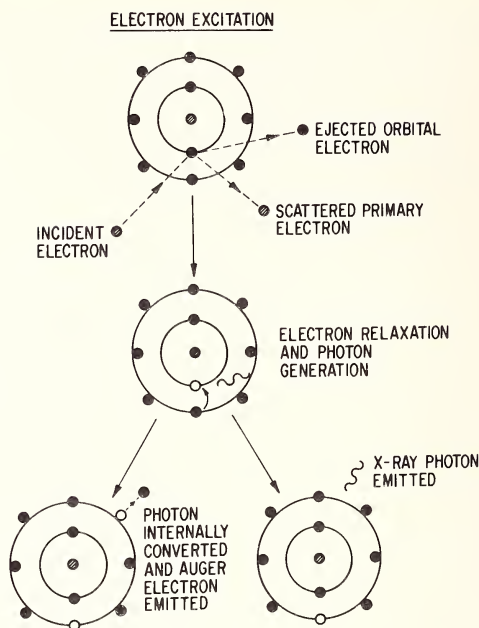 ELECTRON EXCITATION
EJECTED ORBITAL
ELECTRON
SCATTERED PRIMARY
ELECTRON
INCIDENT
ELECTRON
ELECTRON RELAXATION
AND PHOTON
GENERATION
X-RAY PHOTON
EMITTED
PHOTON
INTERNALLY
CONVERTED
AND AUGER
ELECTRON
EMITTED